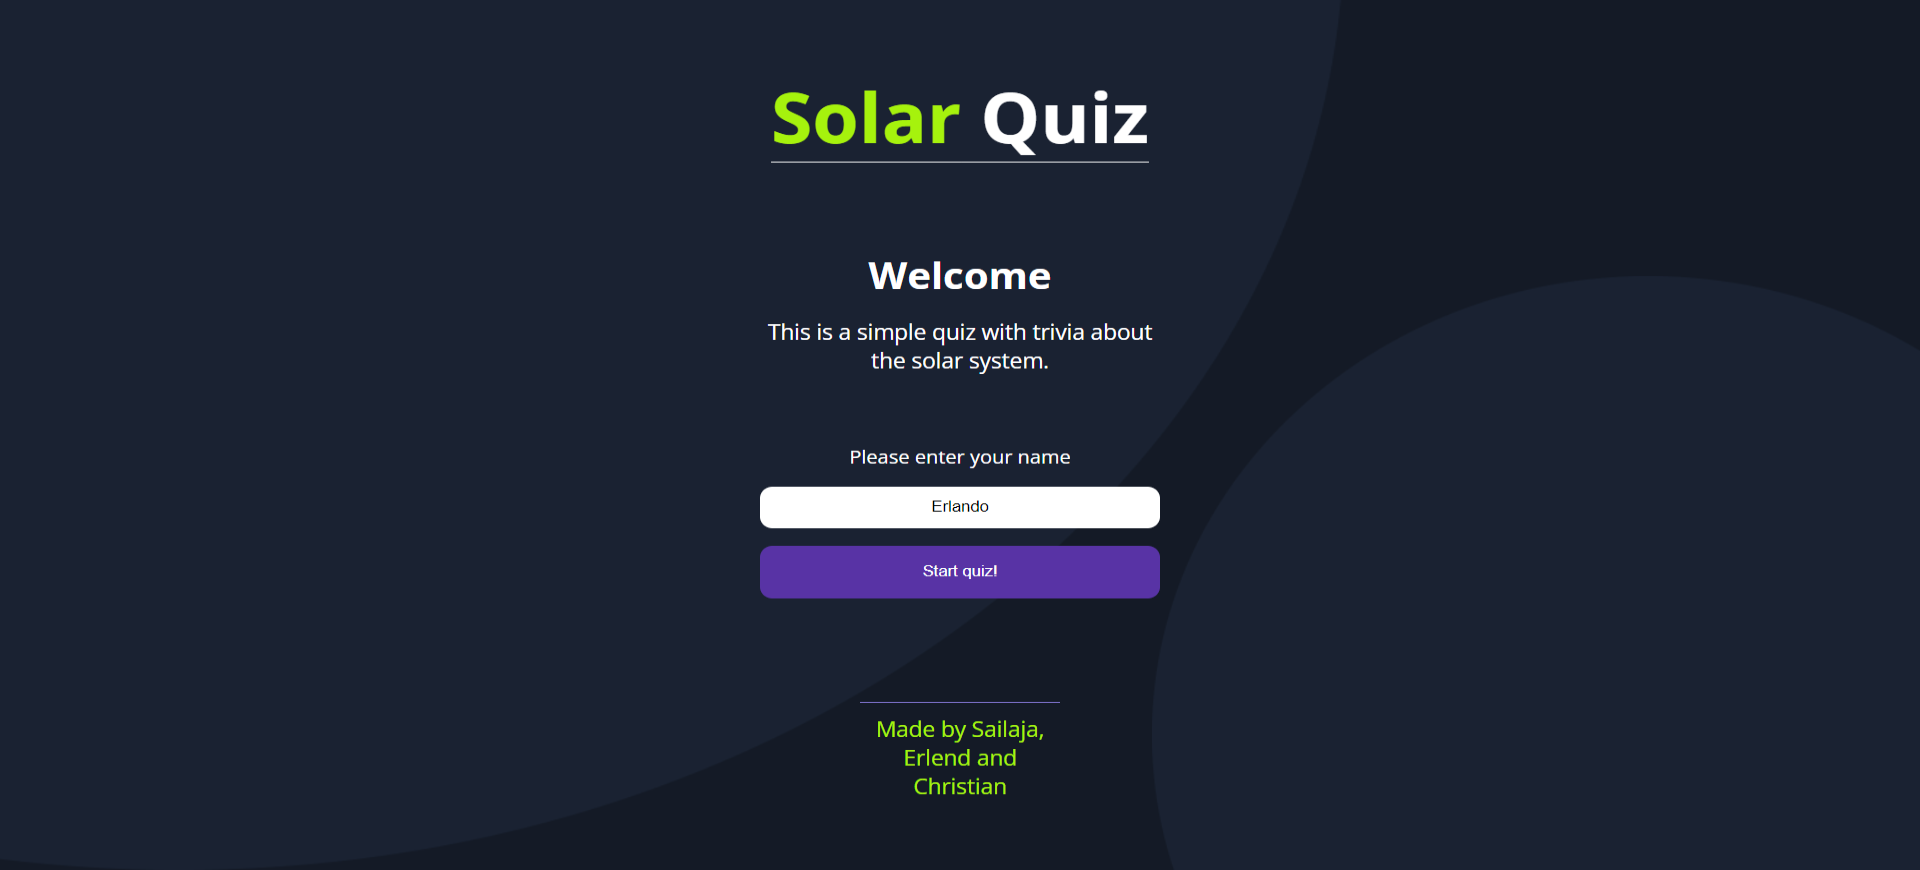 Solar Quiz
Welcome
This is a simple quiz with trivia about
the solar system.
Please enter your name
Erlando
Start quiz!
Made by Sailaja,
Erlend and
Christian